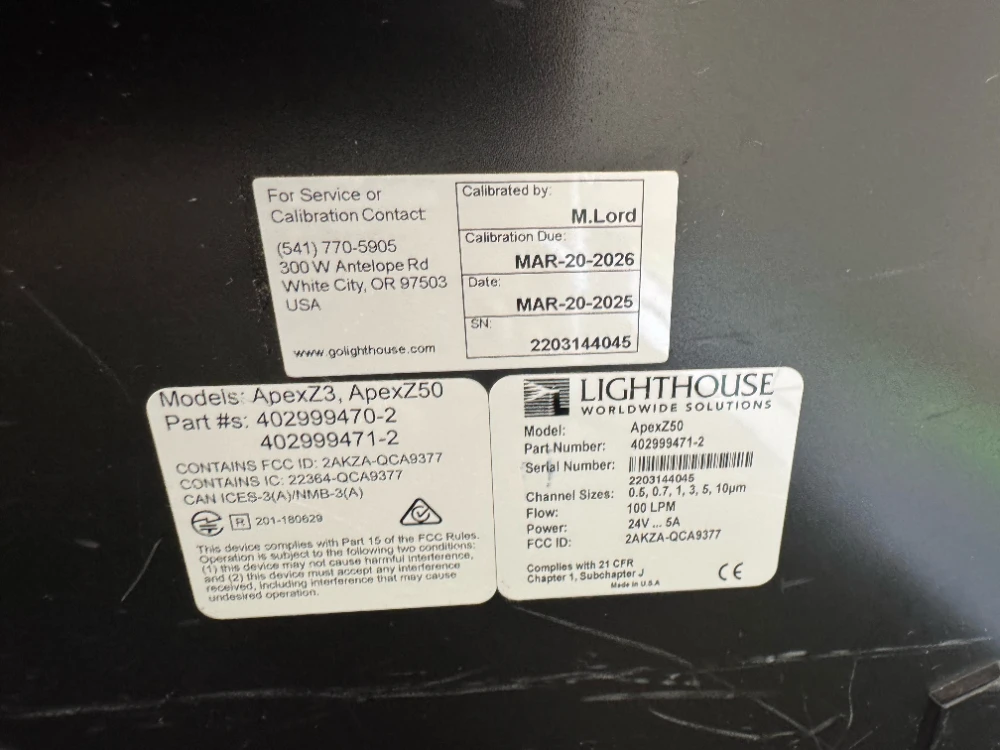 For Service or
Calibration Contact
(541) 770-5905
300 W Antelope Rd
White City, OR 97503
USA
www.golighthouse.com
Calibrated by:
M.Lord
Calibration Due:
MAR-20-2026
Date:
MAR-20-2025
SN:
2203144045
Models: ApexZ3, ApexZ50
Part #s: 402999470-2
402999471-2
CONTAINS FCC ID: 2AKZA-QCA9377
CONTAINS IC: 22364-QCA9377
CAN ICES-3(A)/NMB-3(A)
R 201-180629
This device complies with Part 15 of the FCC Rules.
Operation is subject to the following two conditions:
(1) this device may not cause harmful interference,
and (2) this device must accept any interference
received, including interference that may cause
undesired operation.
LIGHTHOUSE
WORLDWIDE SOLUTIONS
Model: ApexZ50
Part Number: 402999471-2
Serial Number:
2203144045
Channel Sizes: 0.5, 0.7, 1, 3, 5, 10µm
Flow: 100 LPM
Power: 24V ... 5A
FCC ID: 2AKZA-QCA9377
Complies with 21 CFR
Chapter 1, Subchapter J
Made in U.S.A
CE